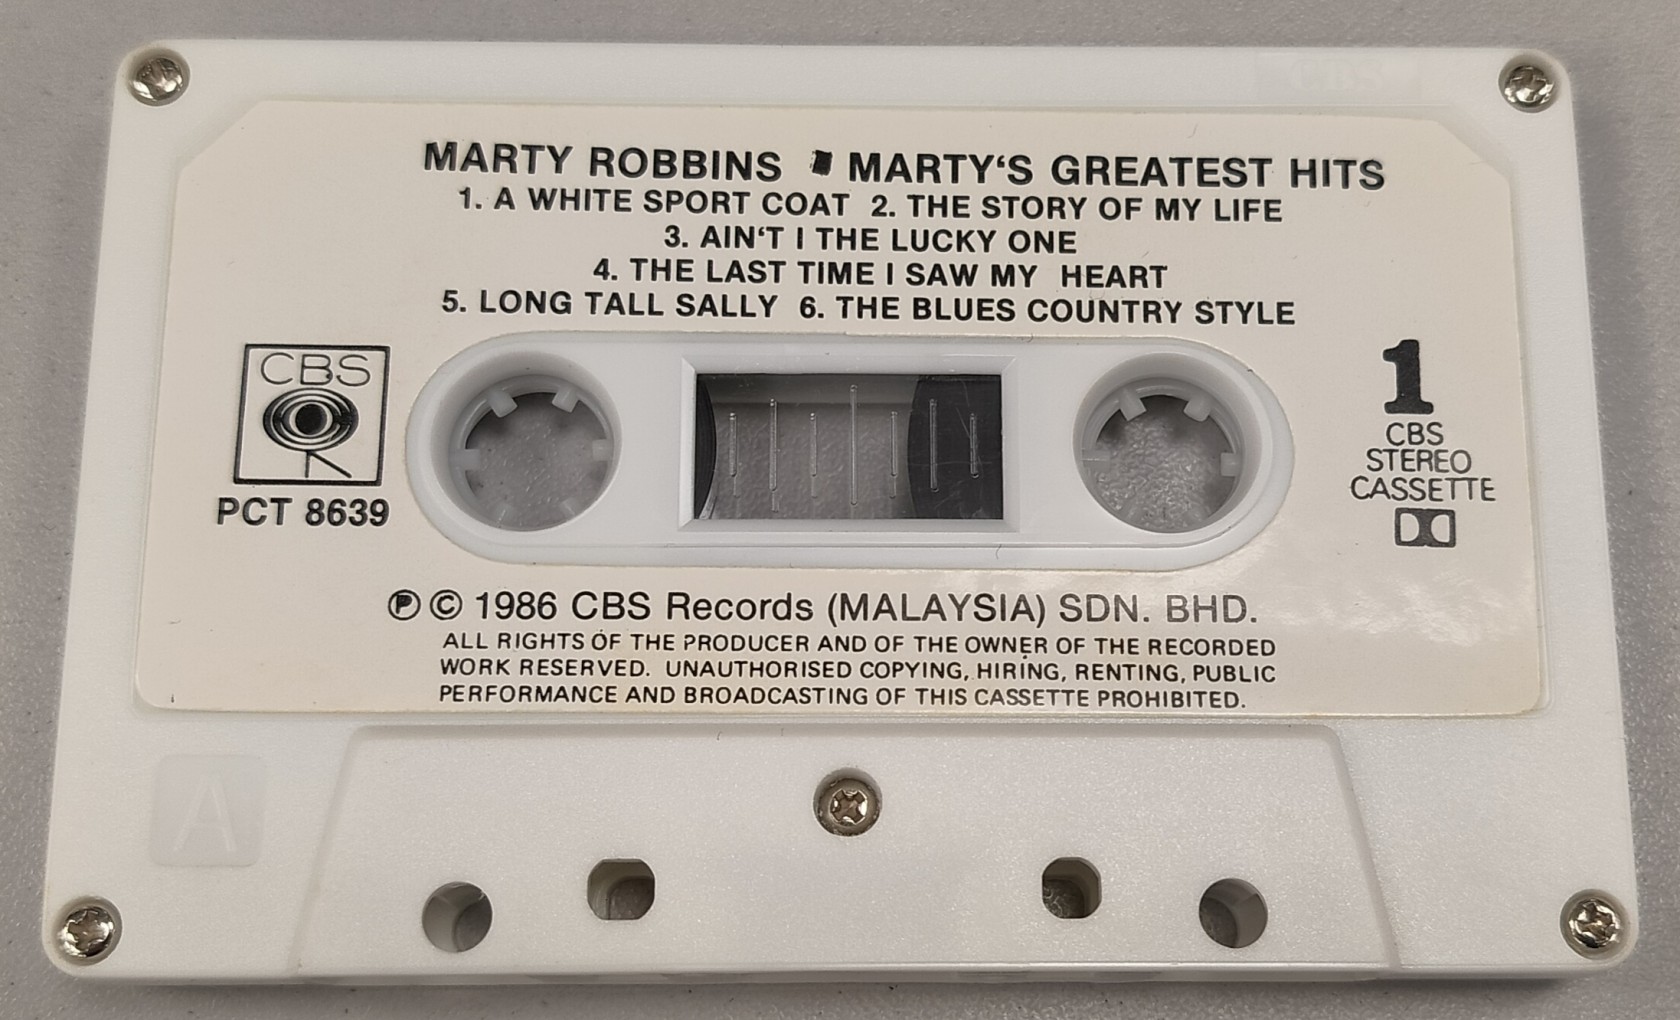 MARTY ROBBINS ▪ MARTY‘S GREATEST HITS
1. A WHITE SPORT COAT 2. THE STORY OF MY LIFE
3. AIN‘T I THE LUCKY ONE
4. THE LAST TIME I SAW MY HEART
5. LONG TALL SALLY 6. THE BLUES COUNTRY STYLE
CBS
PCT 8639
1
CBS
STEREO
CASSETTE
℗ © 1986 CBS Records (MALAYSIA) SDN. BHD.
ALL RIGHTS OF THE PRODUCER AND OF THE OWNER OF THE RECORDED
WORK RESERVED. UNAUTHORISED COPYING, HIRING, RENTING, PUBLIC
PERFORMANCE AND BROADCASTING OF THIS CASSETTE PROHIBITED.
A